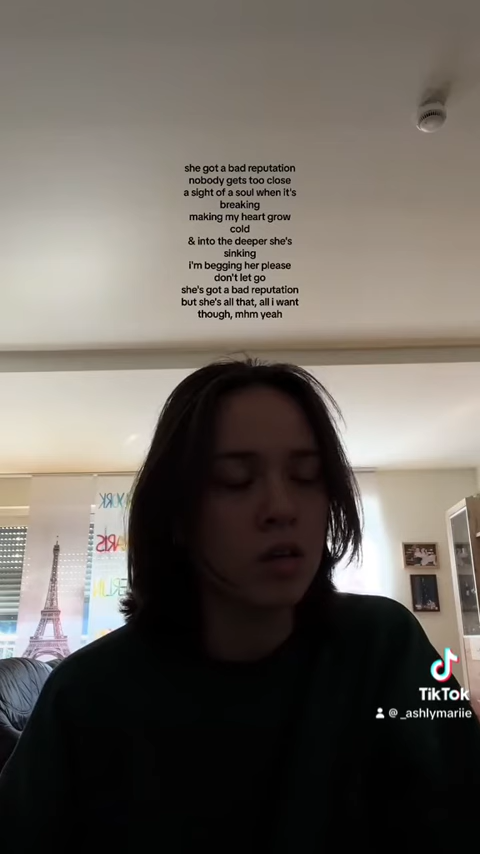 she got a bad reputation
nobody gets too close
a sight of a soul when it's
breaking
making my heart grow
cold
& into the deeper she's
sinking
i'm begging her please
don't let go
she's got a bad reputation
but she's all that, all i want
though, mhm yeah
TikTok
@_ashlymariie